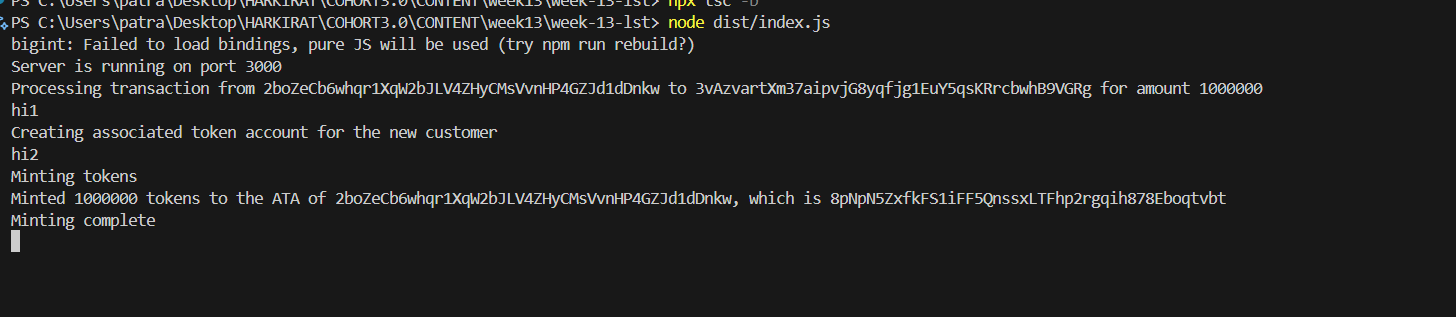 PS C:\Users\patra\Desktop\HARKIRAT\COHORT3.0\CONTENT\week13\week-13-lst> npx tsc -b
PS C:\Users\patra\Desktop\HARKIRAT\COHORT3.0\CONTENT\week13\week-13-lst> node dist/index.js
bigint: Failed to load bindings, pure JS will be used (try npm run rebuild?)
Server is running on port 3000
Processing transaction from 2boZeCb6whqr1XqW2bJLV4ZHyCMsVvnHP4GZJd1dDnkw to 3vAzvartXm37aipvjG8yqfjg1EuY5qsKRrcbwhB9VGRg for amount 1000000
hi1
Creating associated token account for the new customer
hi2
Minting tokens
Minted 1000000 tokens to the ATA of 2boZeCb6whqr1XqW2bJLV4ZHyCMsVvnHP4GZJd1dDnkw, which is 8pNpN5ZxfkFS1iFF5QnssxLTFhp2rgqih878Eboqtvbt
Minting complete